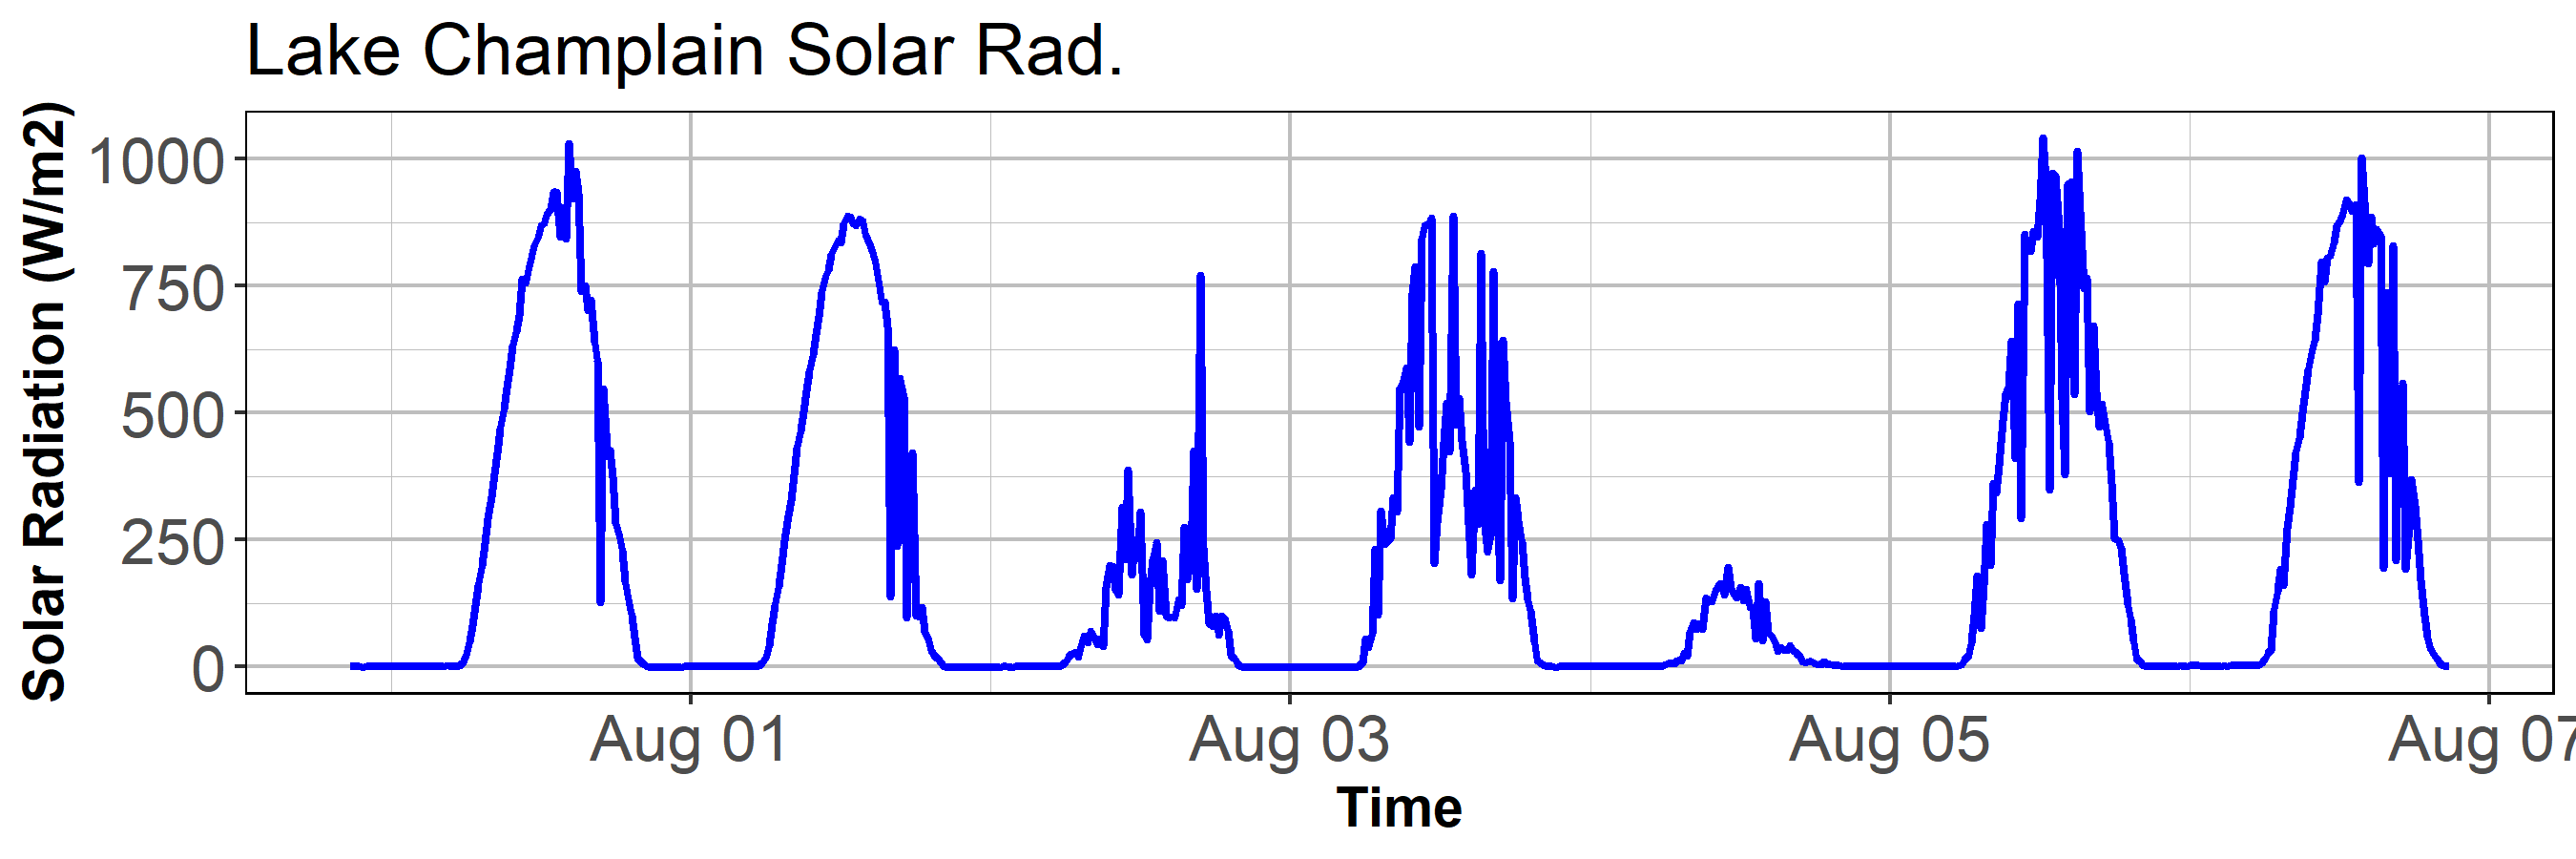 Lake Champlain Solar Rad.
Solar Radiation (W/m2)
1000
750
500
250
0
Aug 01
Aug 03
Aug 05
Aug 07
Time